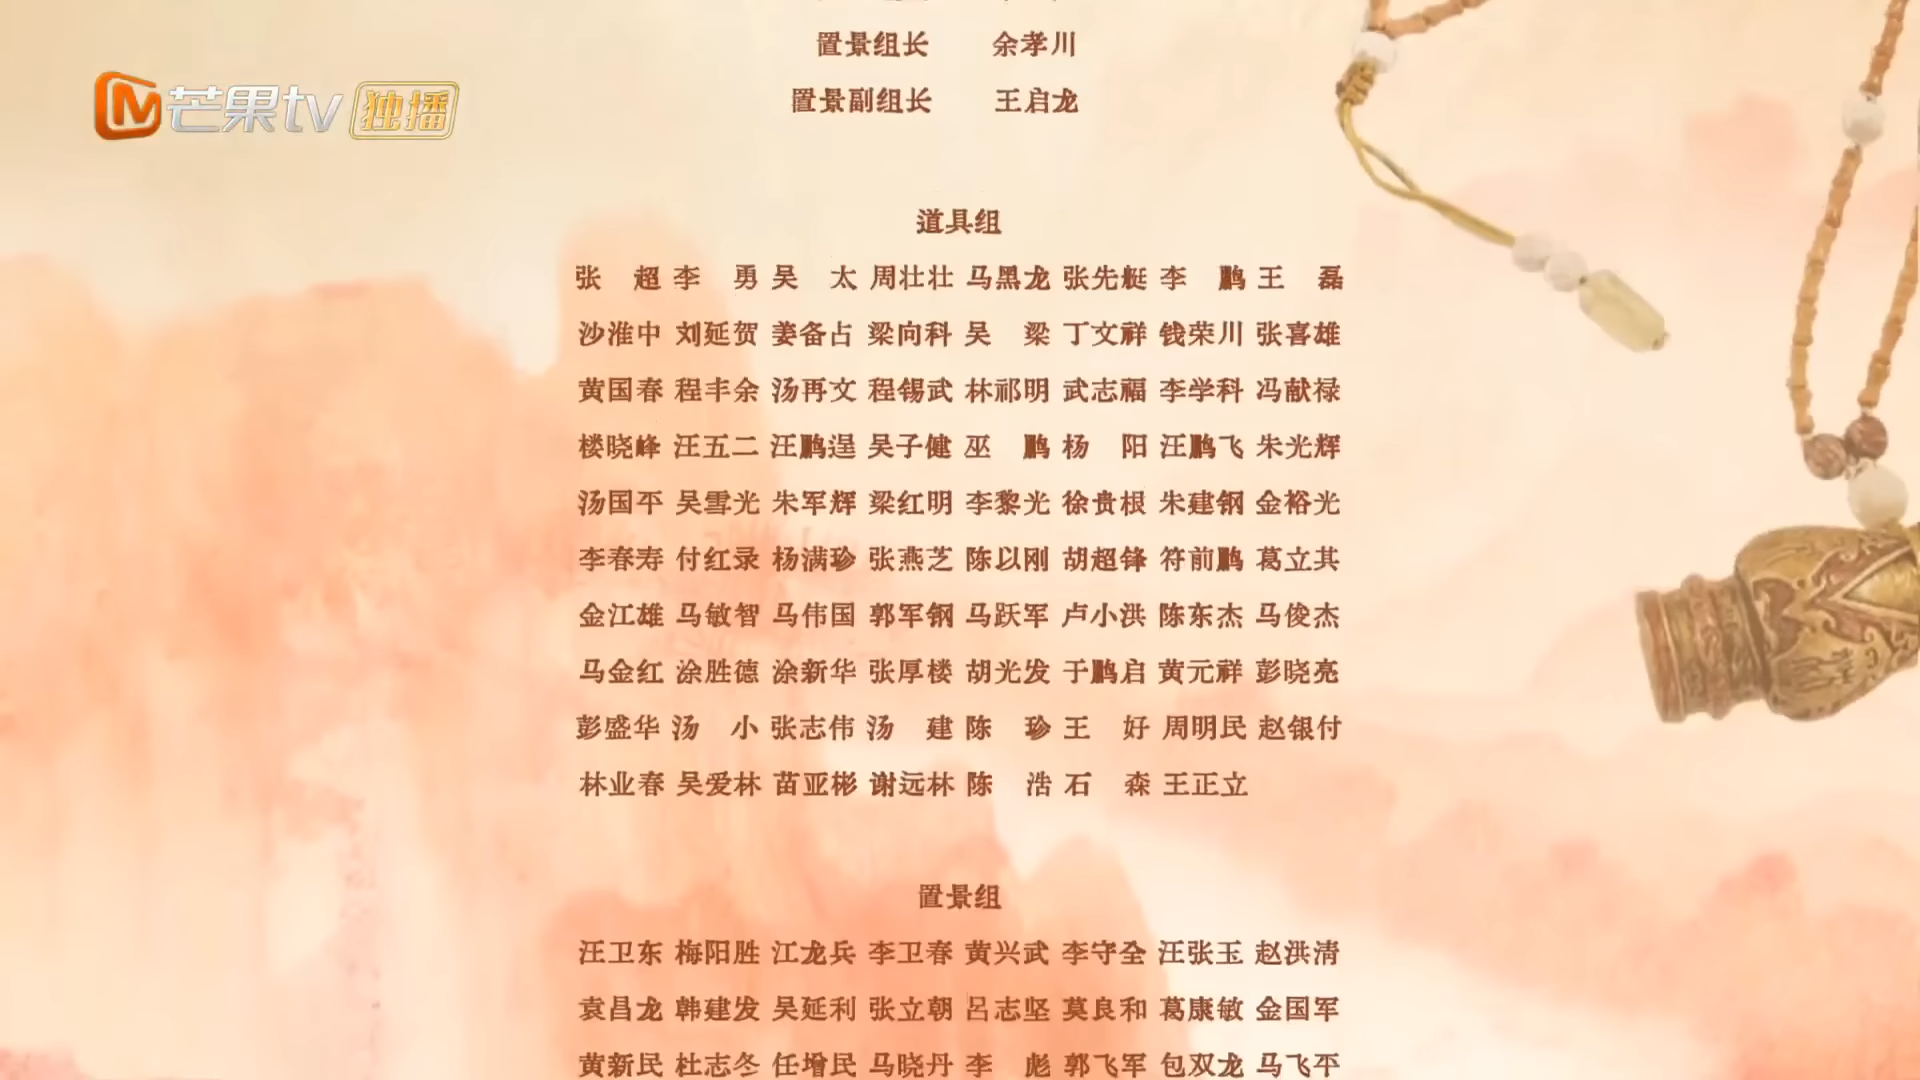 置景组长 余孝川
芒果tv 独播
置景副组长 王启龙
道具组
张 超 李 勇 吴 太 周壮壮 马黑龙 张先艇 李 鹏 王 磊
沙淮中 刘延贺 姜备占 梁向科 吴 梁 丁文祥 钱荣川 张喜雄
黄国春 程丰余 汤再文 程锡武 林祁明 武志福 李学科 冯献禄
楼晓峰 汪五二 汪鹏逞 吴子健 巫 鹏 杨 阳 汪鹏飞 朱光辉
汤国平 吴雪光 朱军辉 梁红明 李黎光 徐贵根 朱建钢 金裕光
李春寿 付红录 杨满珍 张燕芝 陈以刚 胡超锋 符前鹏 葛立其
金江雄 马敏智 马伟国 郭军钢 马跃军 卢小洪 陈东杰 马俊杰
马金红 涂胜德 涂新华 张厚楼 胡光发 于鹏启 黄元祥 彭晓亮
彭盛华 汤 小 张志伟 汤 建 陈 珍 王 好 周明民 赵银付
林业春 吴爱林 苗亚彬 谢远林 陈 浩 石 森 王正立
置景组
汪卫东 梅阳胜 江龙兵 李卫春 黄兴武 李守全 汪张玉 赵洪清
袁昌龙 韩建发 吴延利 张立朝 吕志坚 莫良和 葛康敏 金国军
黄新民 杜志冬 任增民 马晓丹 李 彪 郭飞军 包双龙 马飞平